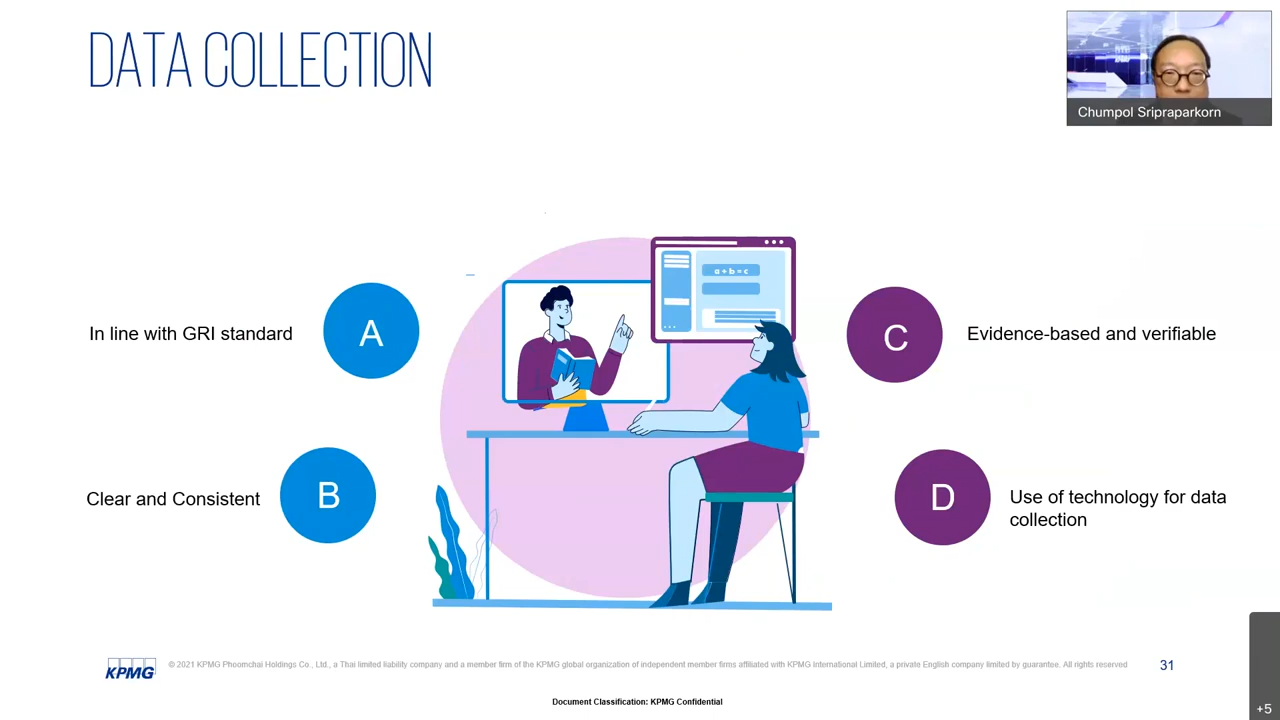 DATA COLLECTION
Chumpol Sripraparkorn
a + b = c
In line with GRI standard
A
C
Evidence-based and verifiable
Clear and Consistent
B
D
Use of technology for data
collection
KPMG
© 2021 KPMG Phoomchai Holdings Co., Ltd., a Thai limited liability company and a member firm of the KPMG global organization of independent member firms affiliated with KPMG International Limited, a private English company limited by guarantee. All rights reserved
31
Document Classification: KPMG Confidential
+5